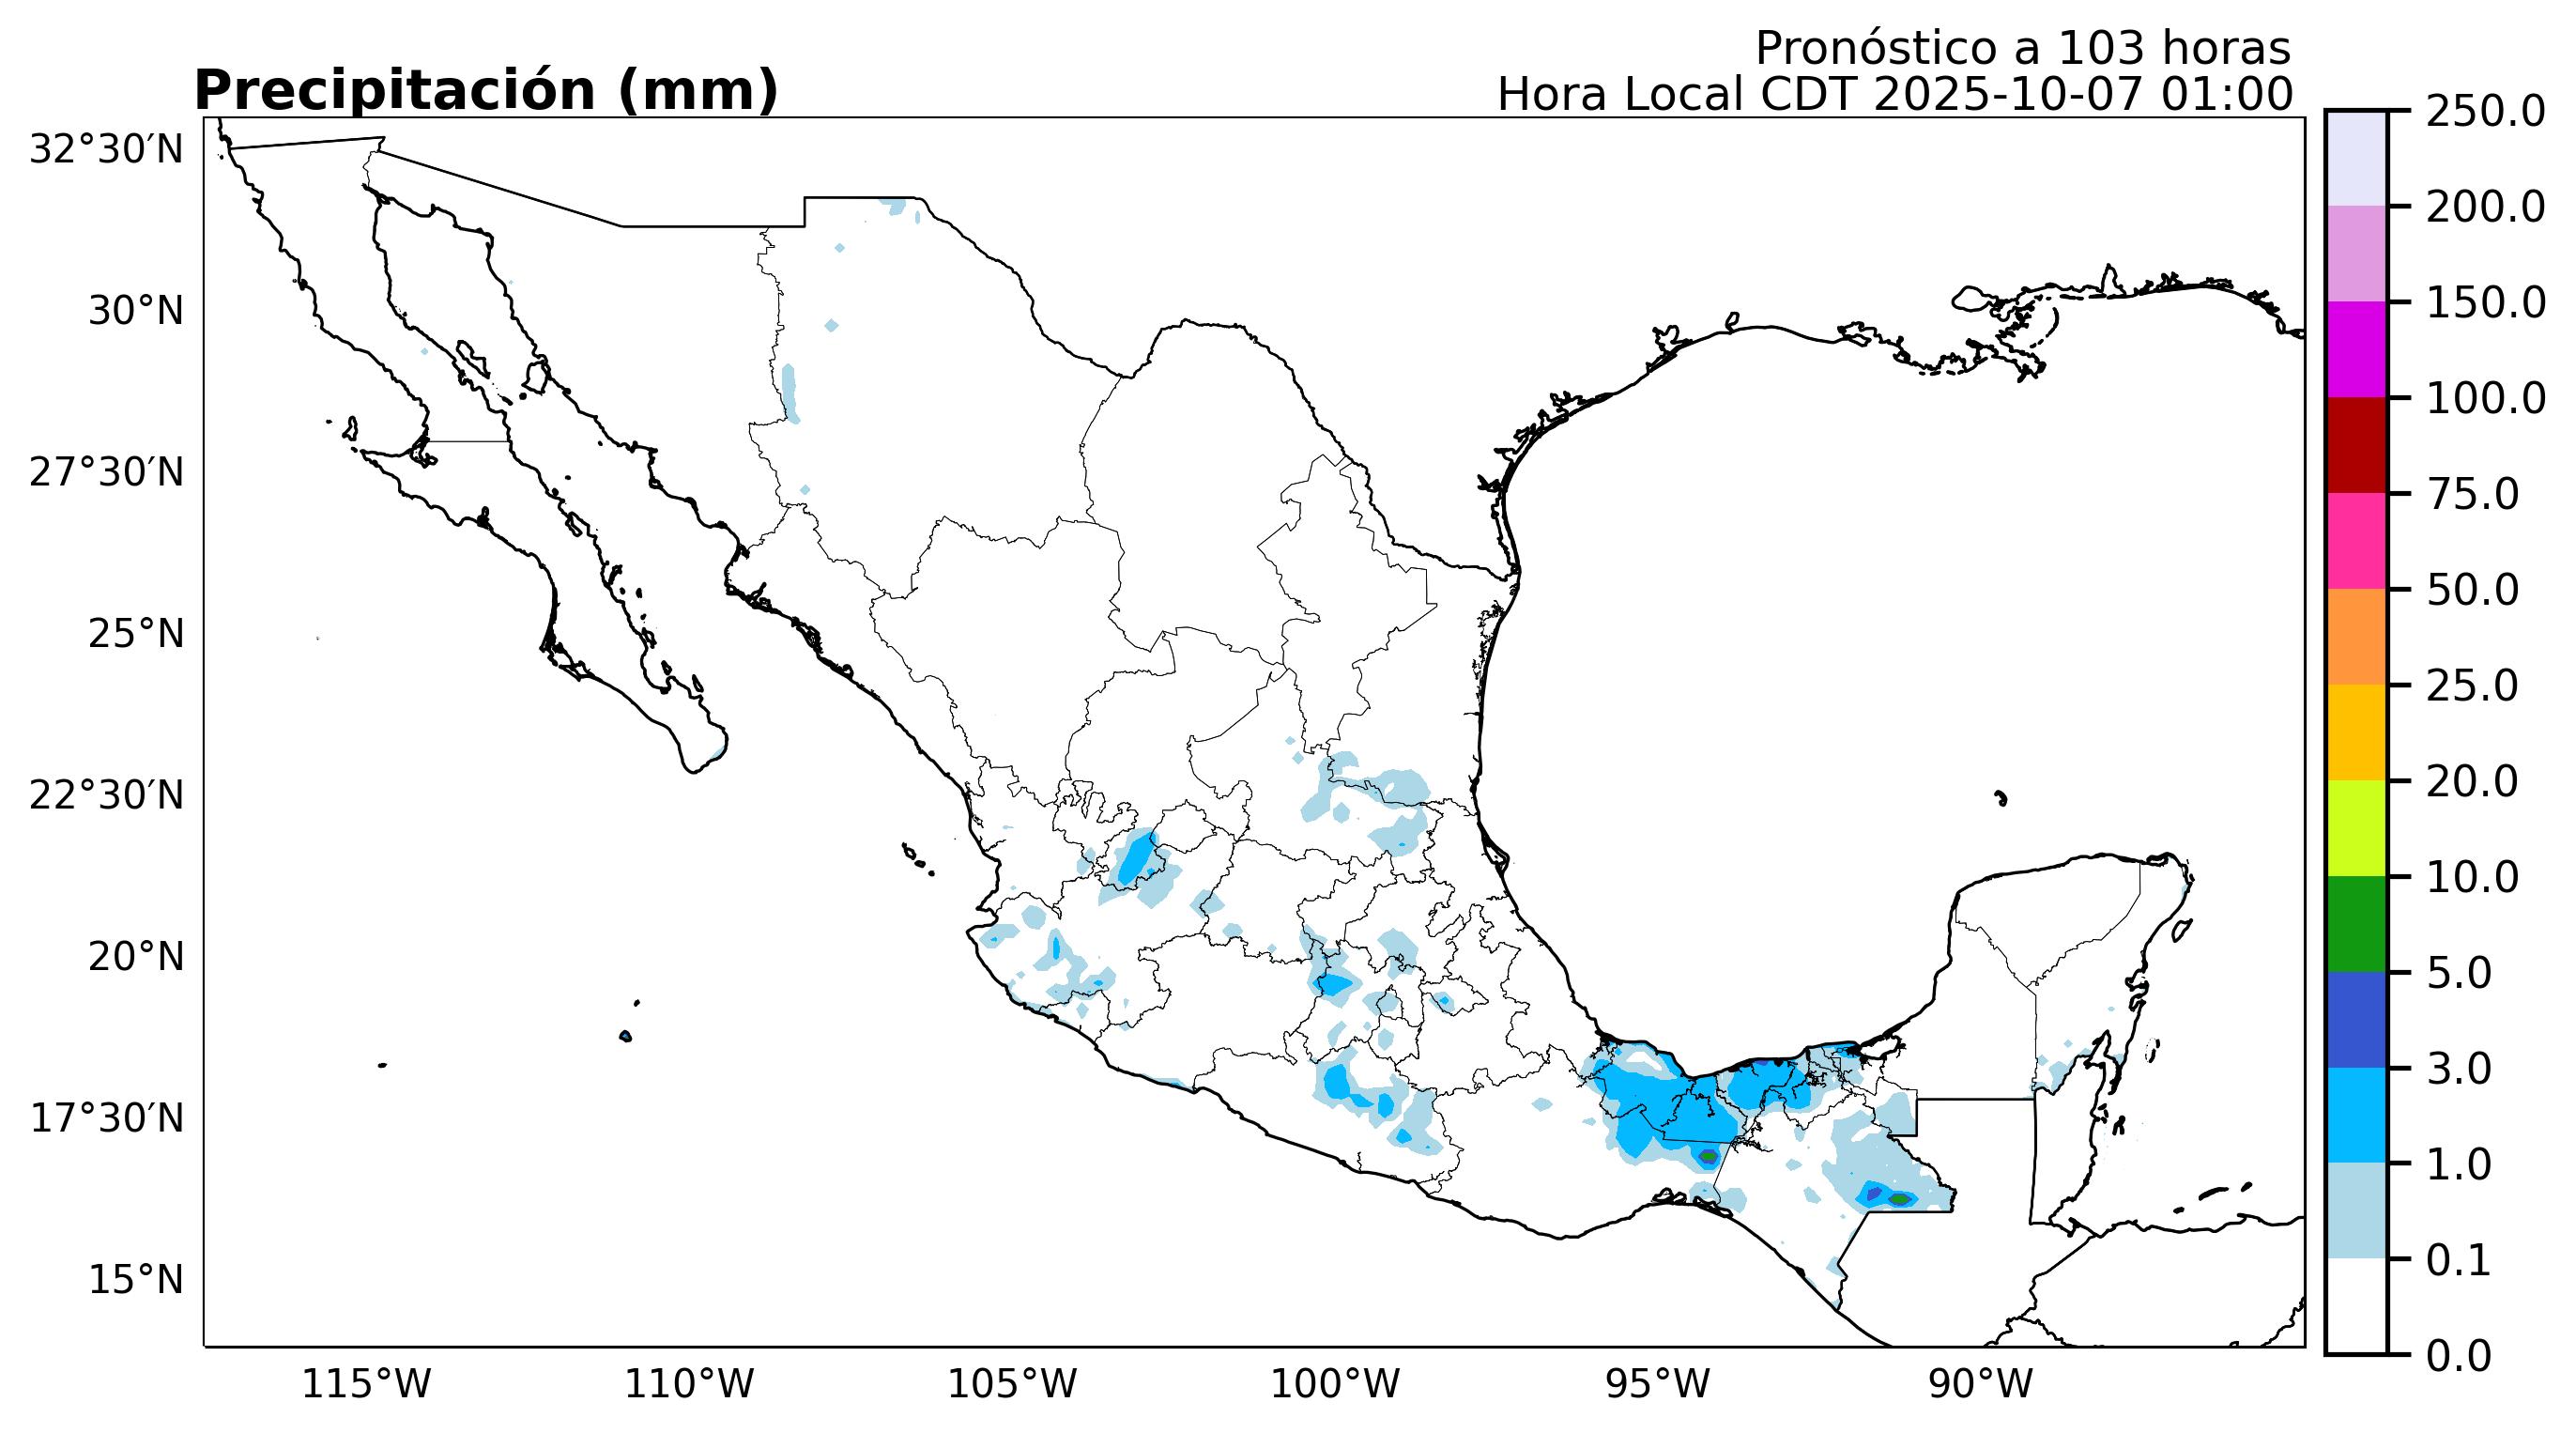 Pronóstico a 103 horas
Precipitación (mm)
Hora Local CDT 2025-10-07 01:00
32°30′N
30°N
27°30′N
25°N
22°30′N
20°N
17°30′N
15°N
115°W
110°W
105°W
100°W
95°W
90°W
250.0
200.0
150.0
100.0
75.0
50.0
25.0
20.0
10.0
5.0
3.0
1.0
0.1
0.0